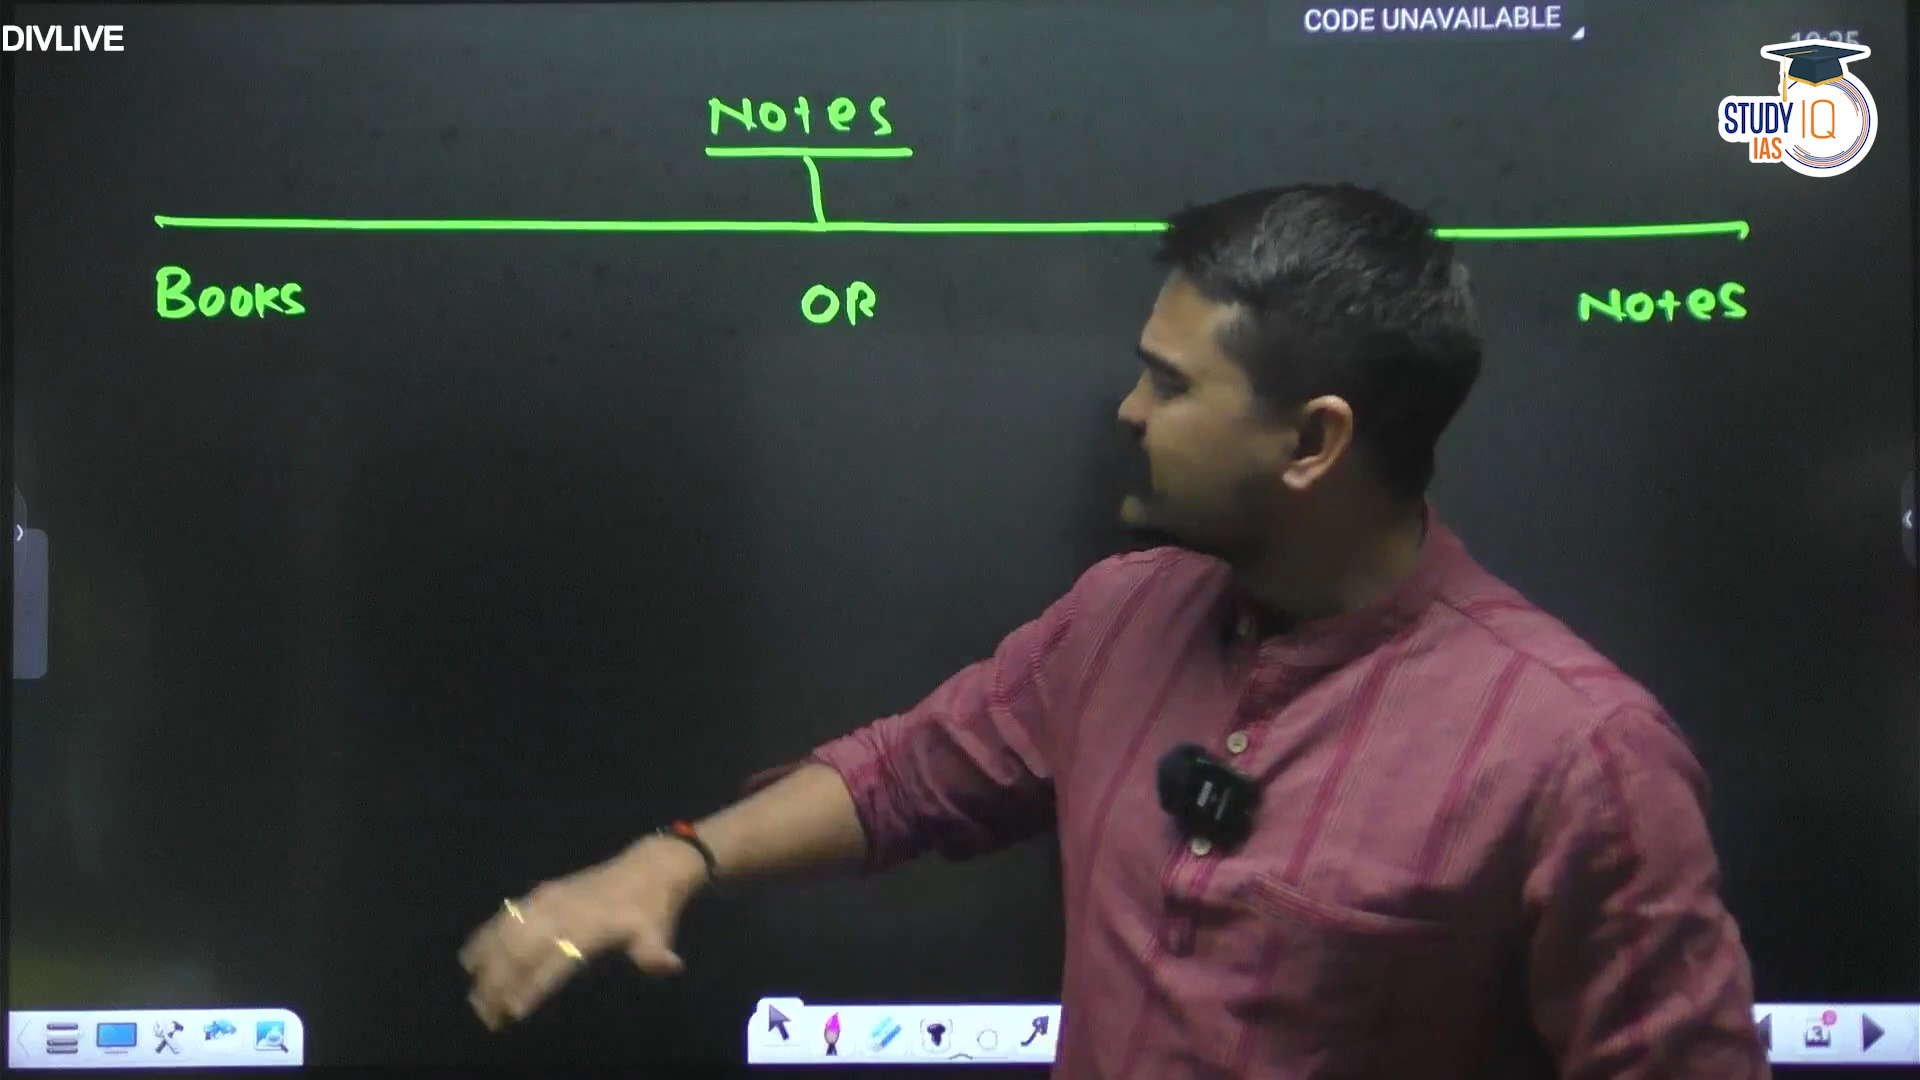 DIVLIVE
CODE UNAVAILABLE
STUDY IQ
IAS
Notes
Books OR Notes